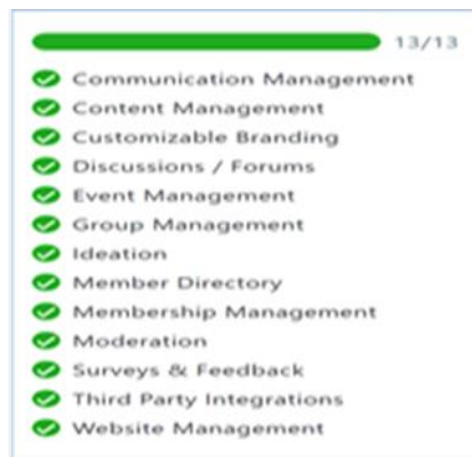 13/13
Communication Management
Content Management
Customizable Branding
Discussions / Forums
Event Management
Group Management
Ideation
Member Directory
Membership Management
Moderation
Surveys & Feedback
Third Party Integrations
Website Management